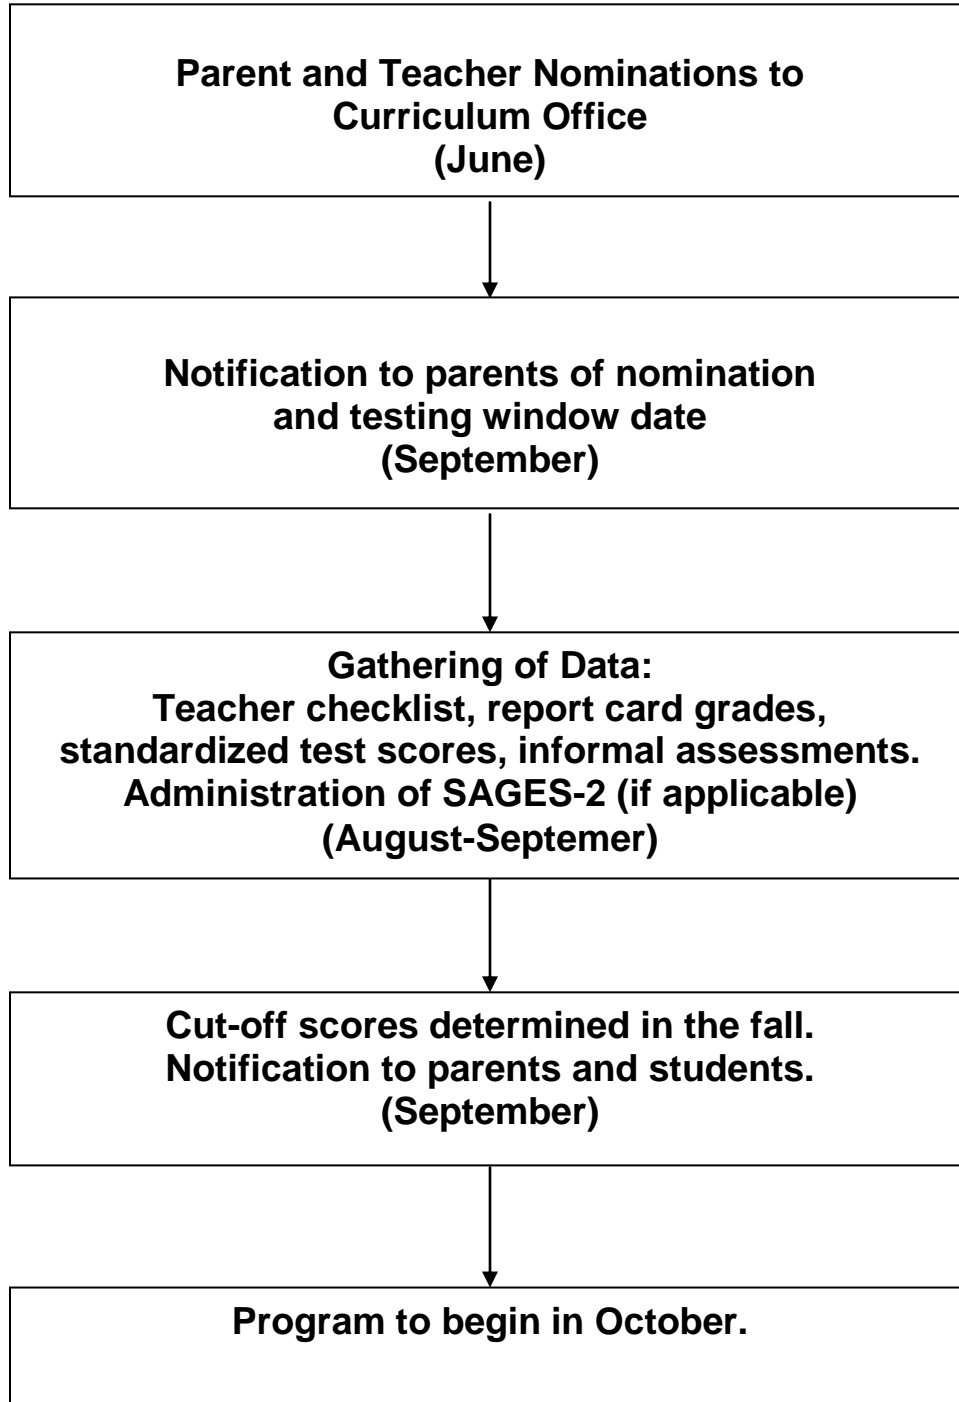 Parent and Teacher Nominations to
Curriculum Office
(June)
Notification to parents of nomination
and testing window date
(September)
Gathering of Data:
Teacher checklist, report card grades,
standardized test scores, informal assessments.
Administration of SAGES-2 (if applicable)
(August-Septemer)
Cut-off scores determined in the fall.
Notification to parents and students.
(September)
Program to begin in October.